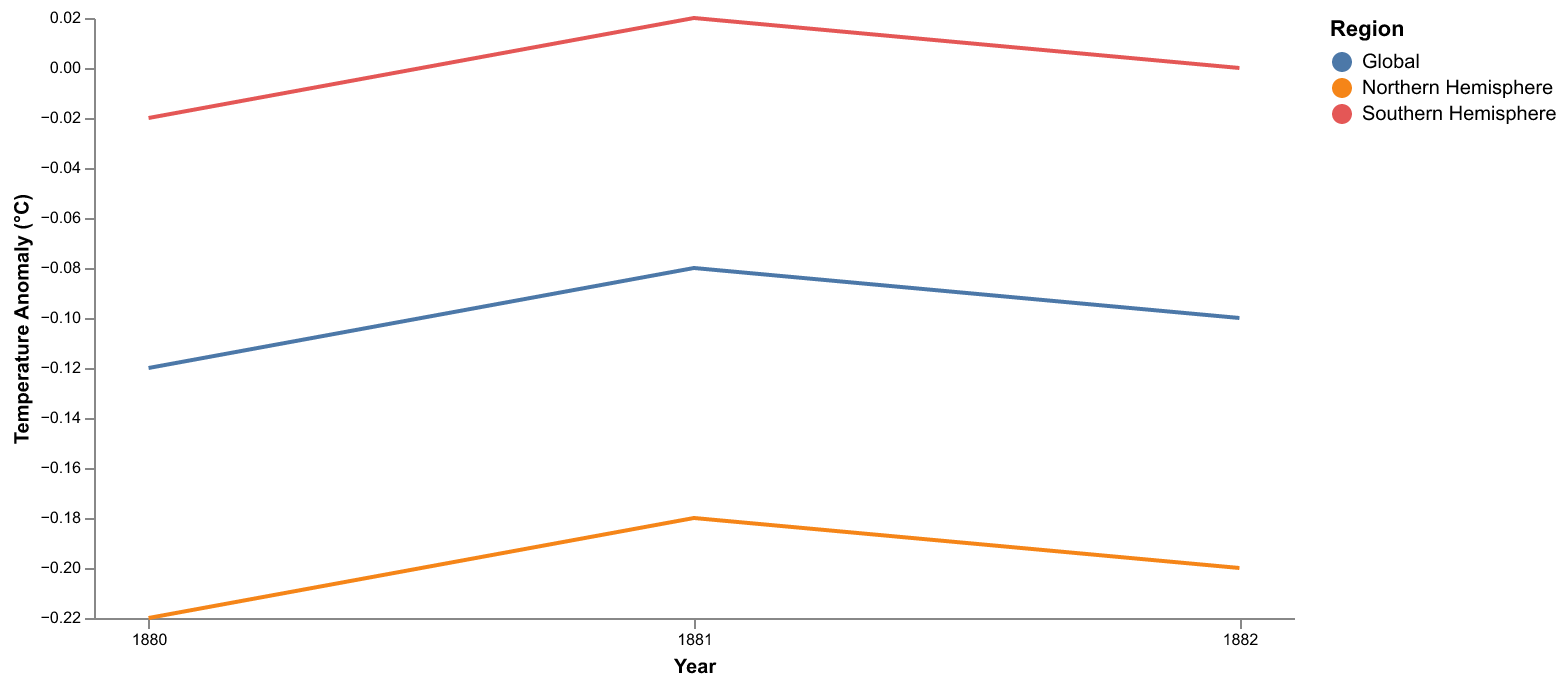 0.02
0.00
−0.02
−0.04
−0.06
−0.08
−0.10
−0.12
−0.14
−0.16
−0.18
−0.20
−0.22
Temperature Anomaly (°C)
1880
1881
1882
Year
Region
Global
Northern Hemisphere
Southern Hemisphere